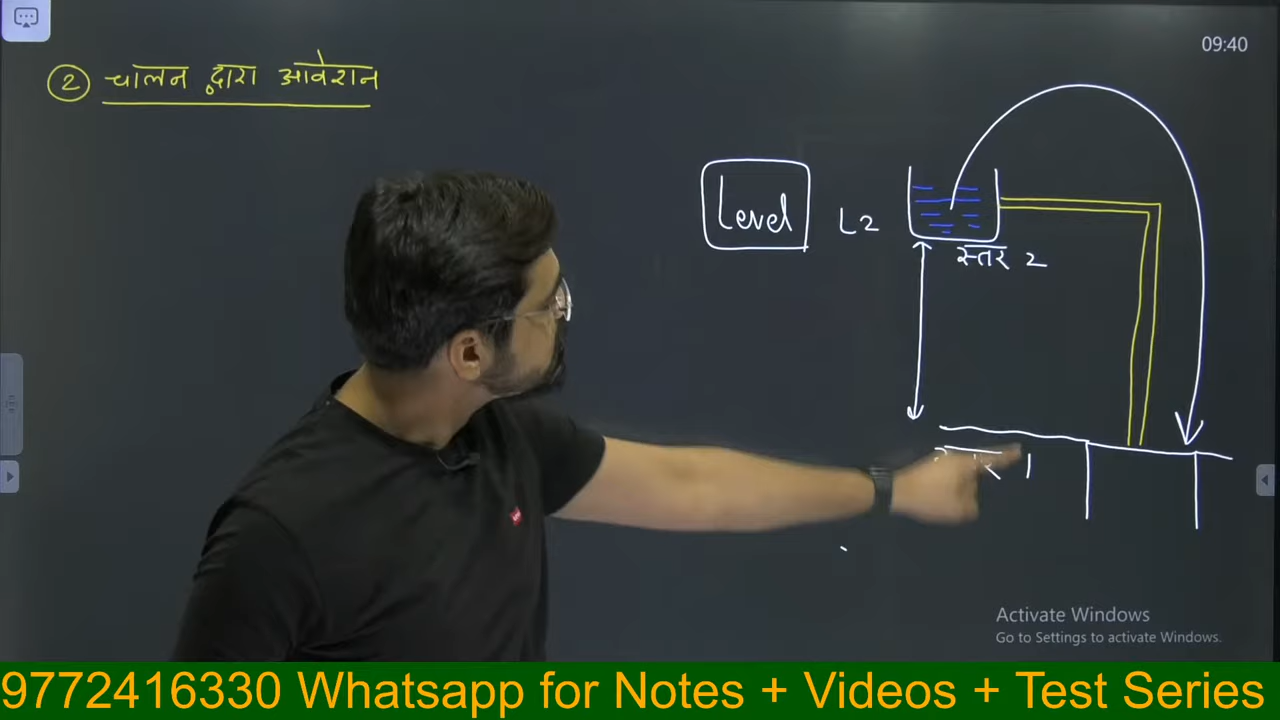 09:40
2 चालन द्वारा आवेशन
Level L2
स्तर 2
1
Activate Windows
Go to Settings to activate Windows.
9772416330 Whatsapp for Notes + Videos + Test Series